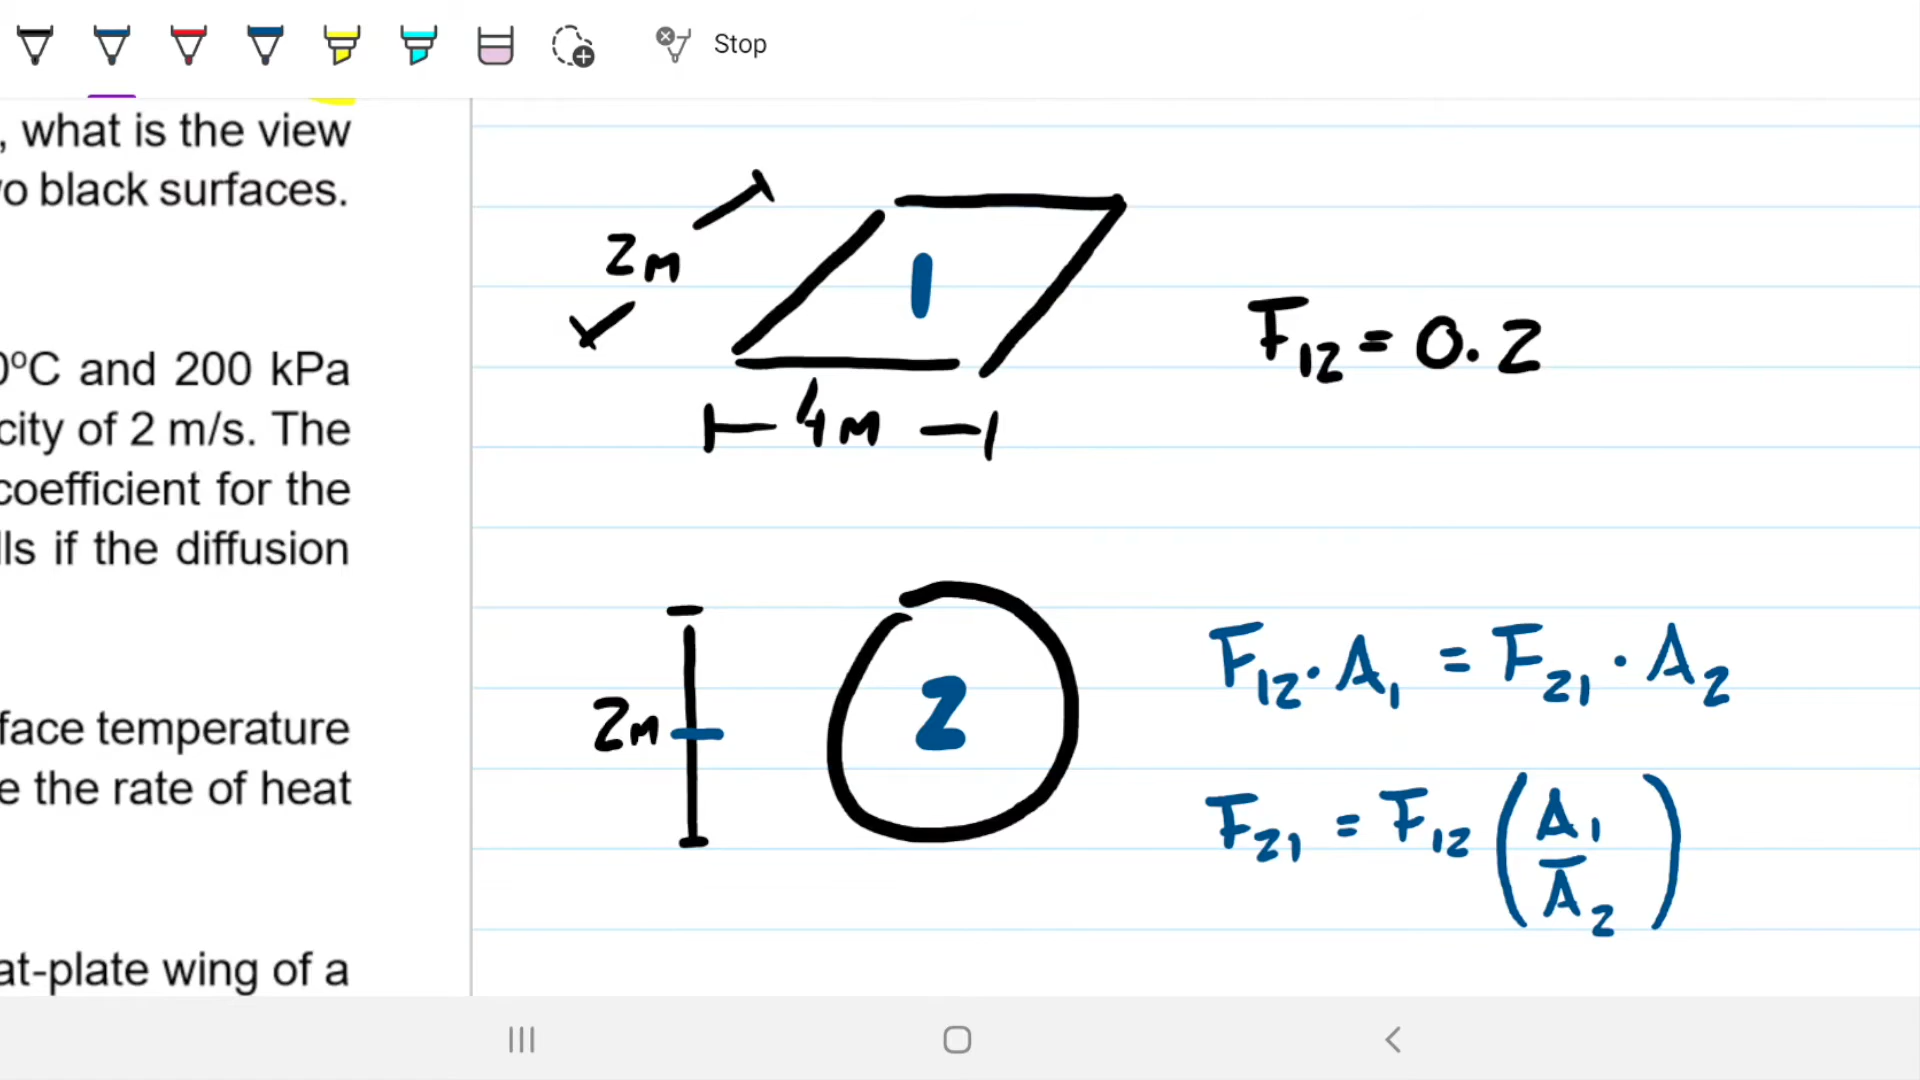 Stop
, what is the view
o black surfaces.
0°C and 200 kPa
city of 2 m/s. The
coefficient for the
lls if the diffusion
face temperature
e the rate of heat
at-plate wing of a
2m
1
4m
F12 = 0.2
2m
2
F12 · A1 = F21 · A2
F21 = F12 (A1/A2)